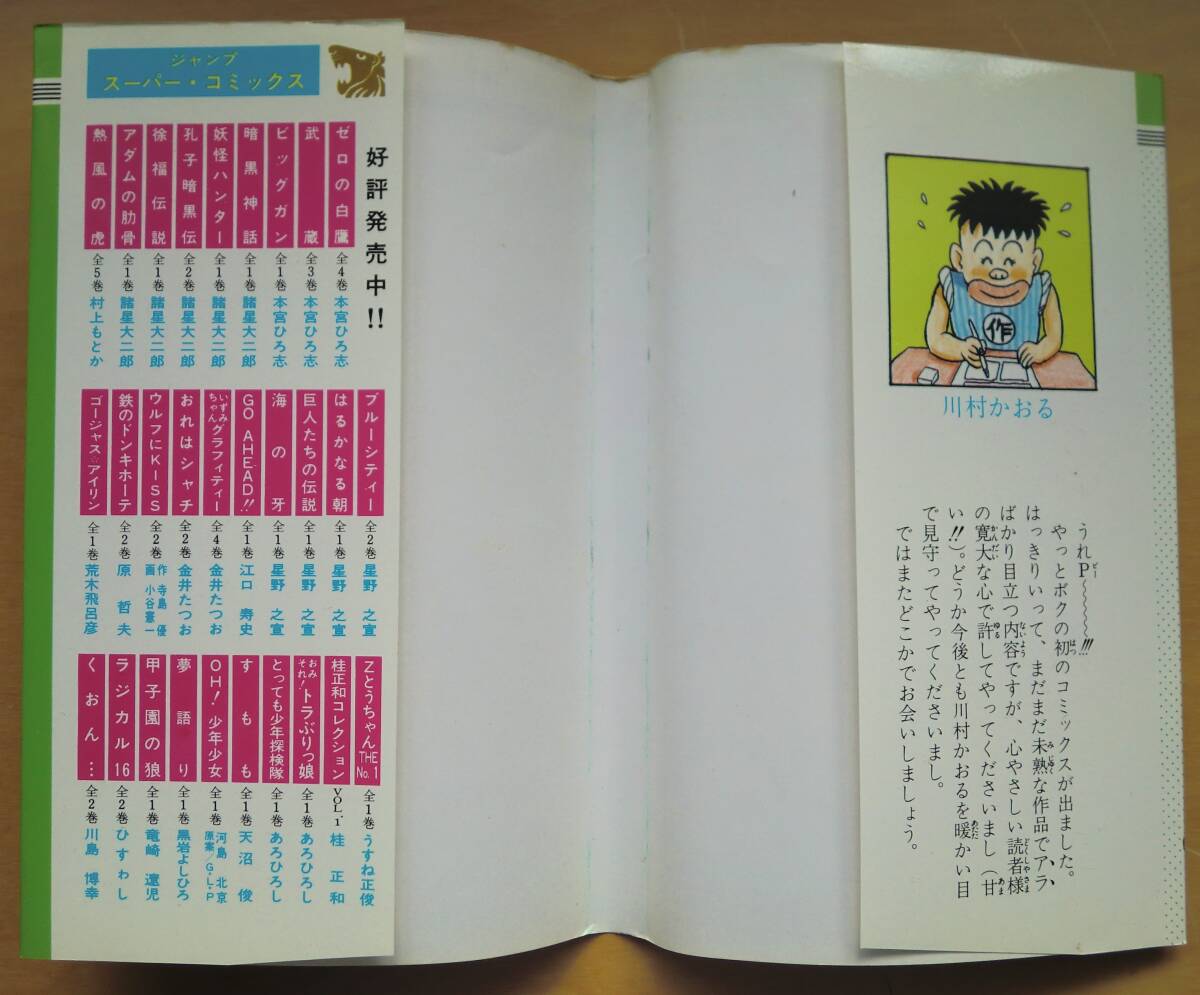 ジャンプ
スーパー・コミックス
好評発売中!!
ゼロの白鷹 全4巻 本宮ひろ志
武蔵 全3巻 本宮ひろ志
ビッグガン 全1巻 本宮ひろ志
暗黒神話 全1巻 諸星大二郎
妖怪ハンター 全1巻 諸星大二郎
孔子暗黒伝 全2巻 諸星大二郎
徐福伝説 全1巻 諸星大二郎
アダムの肋骨 全1巻 諸星大二郎
熱風の虎 全5巻 村上もとか
ブルーシティー 全2巻 星野之宣
はるかなる朝 全1巻 星野之宣
巨人たちの伝説 全1巻 星野之宣
海の牙 全1巻 星野之宣
GO AHEAD!! 全1巻 江口寿史
いずみちゃんグラフィティー 全4巻 金井たつお
おれはシャチ 全2巻 金井たつお
ウルフにKISS 全2巻 作 寺島優 画 小谷憲一
鉄のドンキホーテ 全2巻 原哲夫
ゴージャス☆アイリン 全1巻 荒木飛呂彦
ZとうちゃんTHE No.1 全1巻 うすね正俊
桂正和コレクション VOL.1 桂正和
おみそれ!トラぶりっ娘 全1巻 あろひろし
とっても少年探検隊 全1巻 あろひろし
すもも 全1巻 天沼俊
OH!少年少女 全1巻 河島北京 原案/G・L・P
夢語り 全1巻 黒岩よしひろ
甲子園の狼 全1巻 竜崎遼児
ラジカル16 全2巻 ひすわし
くおん… 全2巻 川島博幸
作
川村かおる
うれP〜〜〜〜!!!
やっとボクの初のコミックスが出ました。
はっきりいって、まだまだ未熟な作品でアラ
ばかり目立つ内容ですが、心やさしい読者様
の寛大な心で許してやってくださいまし(甘
い!!)。どうか今後とも川村かおるを暖かい目
で見守ってやってくださいまし。
ではまたどこかでお会いしましょう。